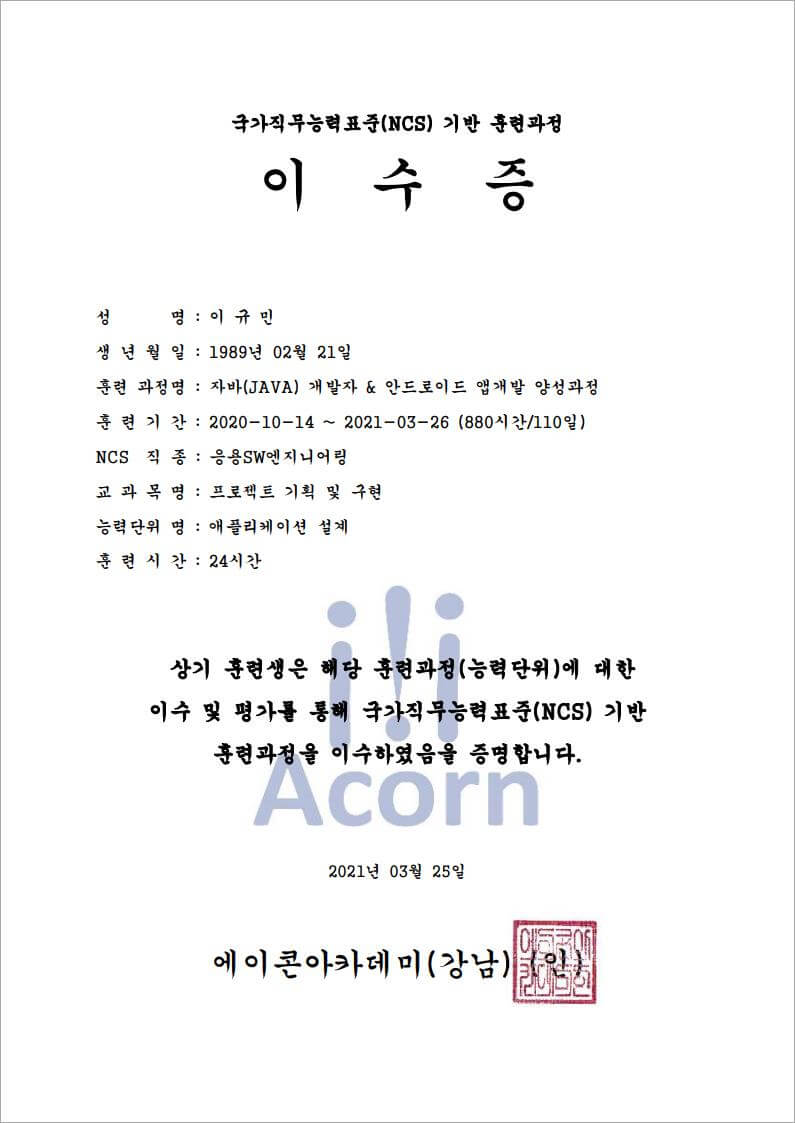 국가직무능력표준(NCS) 기반 훈련과정
이 수 증
성 명 : 이 규 민
생 년 월 일 : 1989년 02월 21일
훈련 과정명 : 자바(JAVA) 개발자 & 안드로이드 앱개발 양성과정
훈 련 기 간 : 2020-10-14 ~ 2021-03-26 (880시간/110일)
NCS 직 종 : 응용SW엔지니어링
교 과 목 명 : 프로젝트 기획 및 구현
능력단위 명 : 애플리케이션 설계
훈 련 시 간 : 24시간
상기 훈련생은 해당 훈련과정(능력단위)에 대한
이수 및 평가를 통해 국가직무능력표준(NCS) 기반
훈련과정을 이수하였음을 증명합니다.
Acorn
2021년 03월 25일
에이콘아카데미(강남) (인)